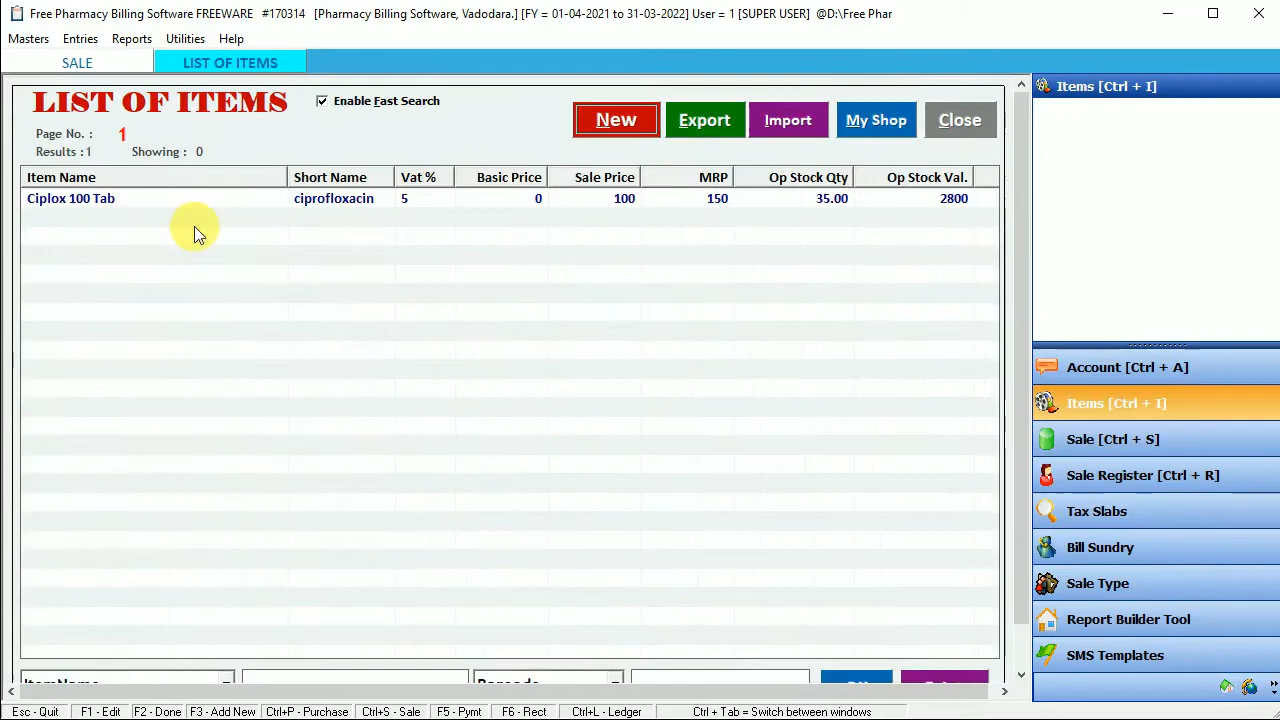 Free Pharmacy Billing Software FREEWARE #170314 [Pharmacy Billing Software, Vadodara.] [FY = 01-04-2021 to 31-03-2022] User = 1 [SUPER USER] @D:\Free Phar
Masters Entries Reports Utilities Help
SALE LIST OF ITEMS
Items [Ctrl + I]
LIST OF ITEMS Enable Fast Search
New Export Import My Shop Close
Page No. : 1
Results :1 Showing : 0
Item Name Short Name Vat % Basic Price Sale Price MRP Op Stock Qty Op Stock Val.
Ciplox 100 Tab ciprofloxacin 5 0 100 150 35.00 2800
Account [Ctrl + A]
Items [Ctrl + I]
Sale [Ctrl + S]
Sale Register [Ctrl + R]
Tax Slabs
Bill Sundry
Sale Type
Report Builder Tool
SMS Templates
ItemName Barcode
Esc - Quit F1 - Edit F2 - Done F3 - Add New Ctrl+P - Purchase Ctrl+S - Sale F5 - Pymt F6 - Rect Ctrl+L - Ledger Ctrl + Tab = Switch between windows